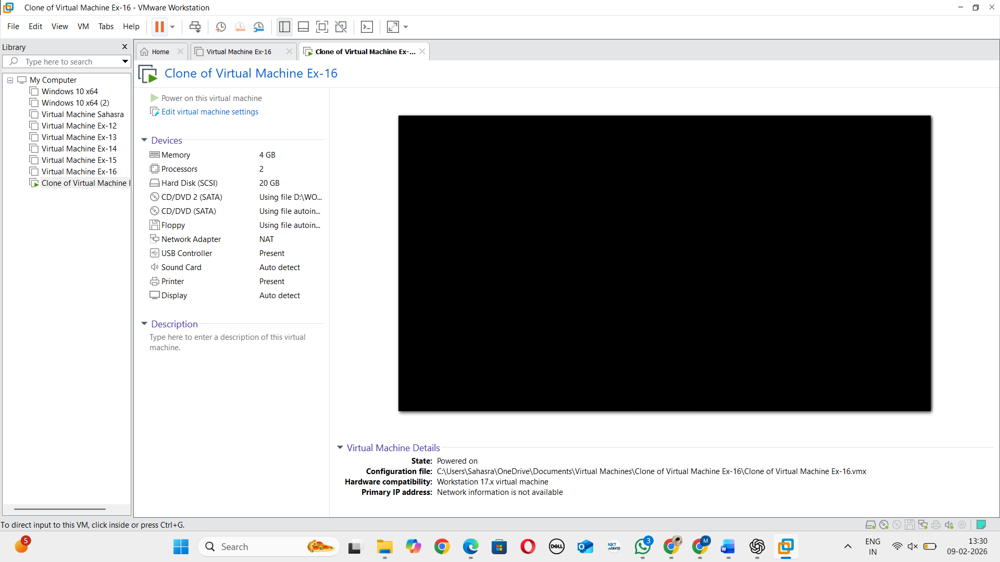 Clone of Virtual Machine Ex-16 - VMware Workstation
File Edit View VM Tabs Help
Library
Type here to search
My Computer
Windows 10 x64
Windows 10 x64 (2)
Virtual Machine Sahasra
Virtual Machine Ex-12
Virtual Machine Ex-13
Virtual Machine Ex-14
Virtual Machine Ex-15
Virtual Machine Ex-16
Clone of Virtual Machine
Home
Virtual Machine Ex-16
Clone of Virtual Machine Ex-...
Clone of Virtual Machine Ex-16
Power on this virtual machine
Edit virtual machine settings
Devices
Memory 4 GB
Processors 2
Hard Disk (SCSI) 20 GB
CD/DVD 2 (SATA) Using file D:\WO...
CD/DVD (SATA) Using file autoin...
Floppy Using file autoin...
Network Adapter NAT
USB Controller Present
Sound Card Auto detect
Printer Present
Display Auto detect
Description
Type here to enter a description of this virtual
machine.
Virtual Machine Details
State: Powered on
Configuration file: C:\Users\Sahasra\OneDrive\Documents\Virtual Machines\Clone of Virtual Machine Ex-16\Clone of Virtual Machine Ex-16.vmx
Hardware compatibility: Workstation 17.x virtual machine
Primary IP address: Network information is not available
To direct input to this VM, click inside or press Ctrl+G.
5
Search
DELL
NXT
WAVE
3
M
ENG
IN
13:30
09-02-2026